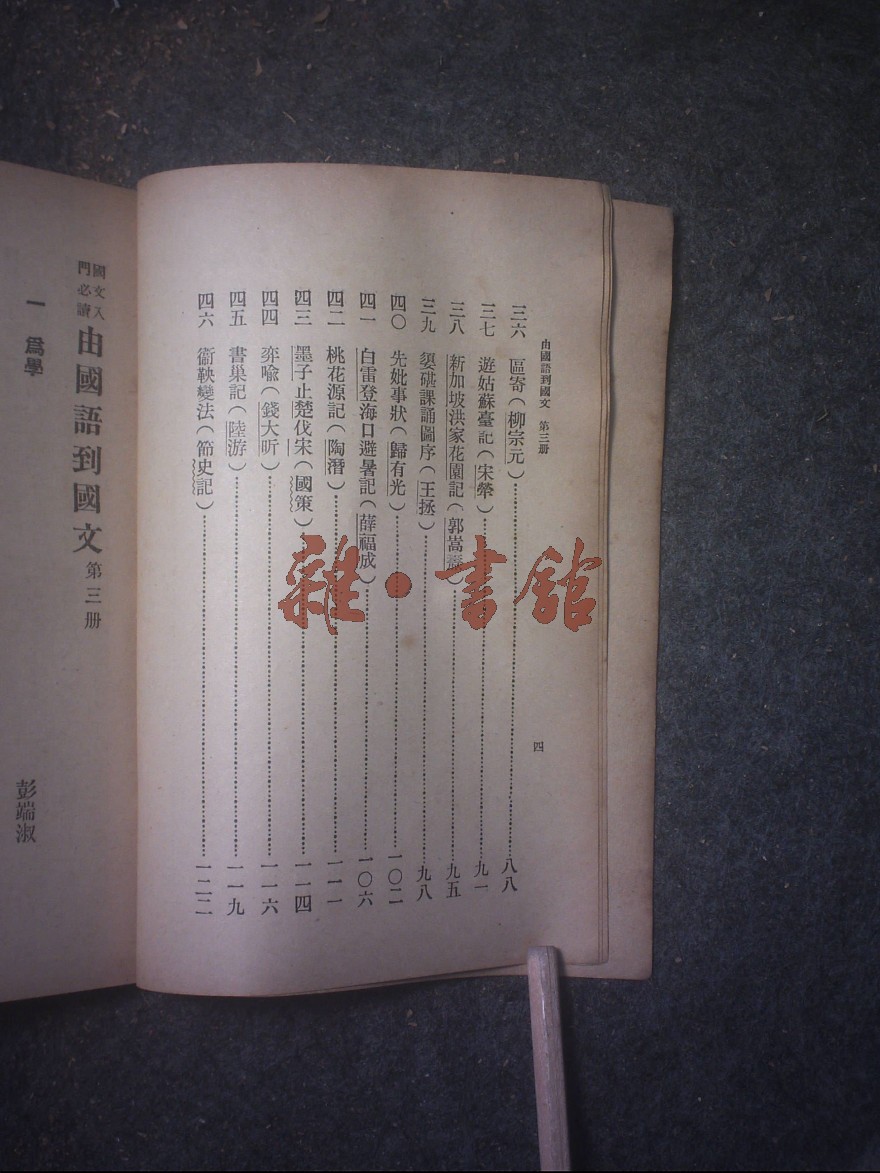 由國語到國文　第三册
四
三六　區寄（柳宗元）⋯⋯八八
三七　遊姑蘇臺記（宋犖）⋯⋯九一
三八　新加坡洪家花園記（郭嵩燾）⋯⋯九五
三九　媭碪課誦圖序（王拯）⋯⋯九八
四〇　先妣事狀（歸有光）⋯⋯一〇二
四一　白雷登海口避暑記（薛福成）⋯⋯一〇六
四二　桃花源記（陶潛）⋯⋯一一一
四三　墨子止楚伐宋（國策）⋯⋯一一四
四四　弈喩（錢大昕）⋯⋯一一六
四五　書巢記（陸游）⋯⋯一一九
四六　衞鞅變法（節史記）⋯⋯一二二
國文入門必讀　由國語到國文　第三册
一　爲學
彭端淑
雜·書館